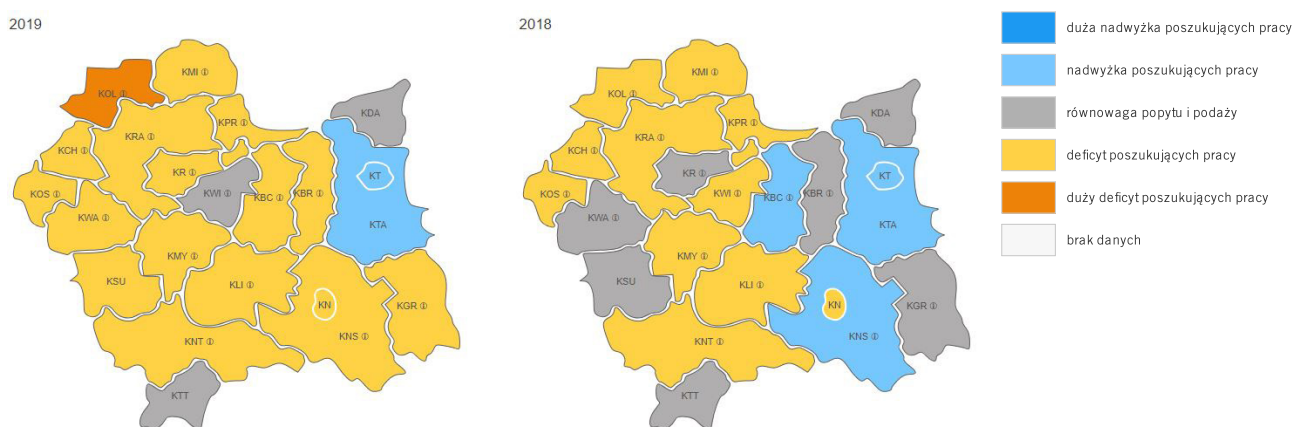 2019
KMI ⓘ
KOL ⓘ
KDA
KPR ⓘ
KRA ⓘ
KCH ⓘ
KR ⓘ
KT
KWI ⓘ
KBC ⓘ
KBR ⓘ
KOS ⓘ
KWA ⓘ
KTA
KMY ⓘ
KSU
KLI ⓘ
KN
KGR ⓘ
KNS ⓘ
KNT ⓘ
KTT
2018
KMI ⓘ
KOL ⓘ
KDA
KPR ⓘ
KRA ⓘ
KCH ⓘ
KR ⓘ
KT
KWI ⓘ
KBC ⓘ
KBR ⓘ
KOS ⓘ
KWA ⓘ
KTA
KMY ⓘ
KSU
KLI ⓘ
KN
KGR ⓘ
KNS ⓘ
KNT ⓘ
KTT
duża nadwyżka poszukujących pracy
nadwyżka poszukujących pracy
równowaga popytu i podaży
deficyt poszukujących pracy
duży deficyt poszukujących pracy
brak danych